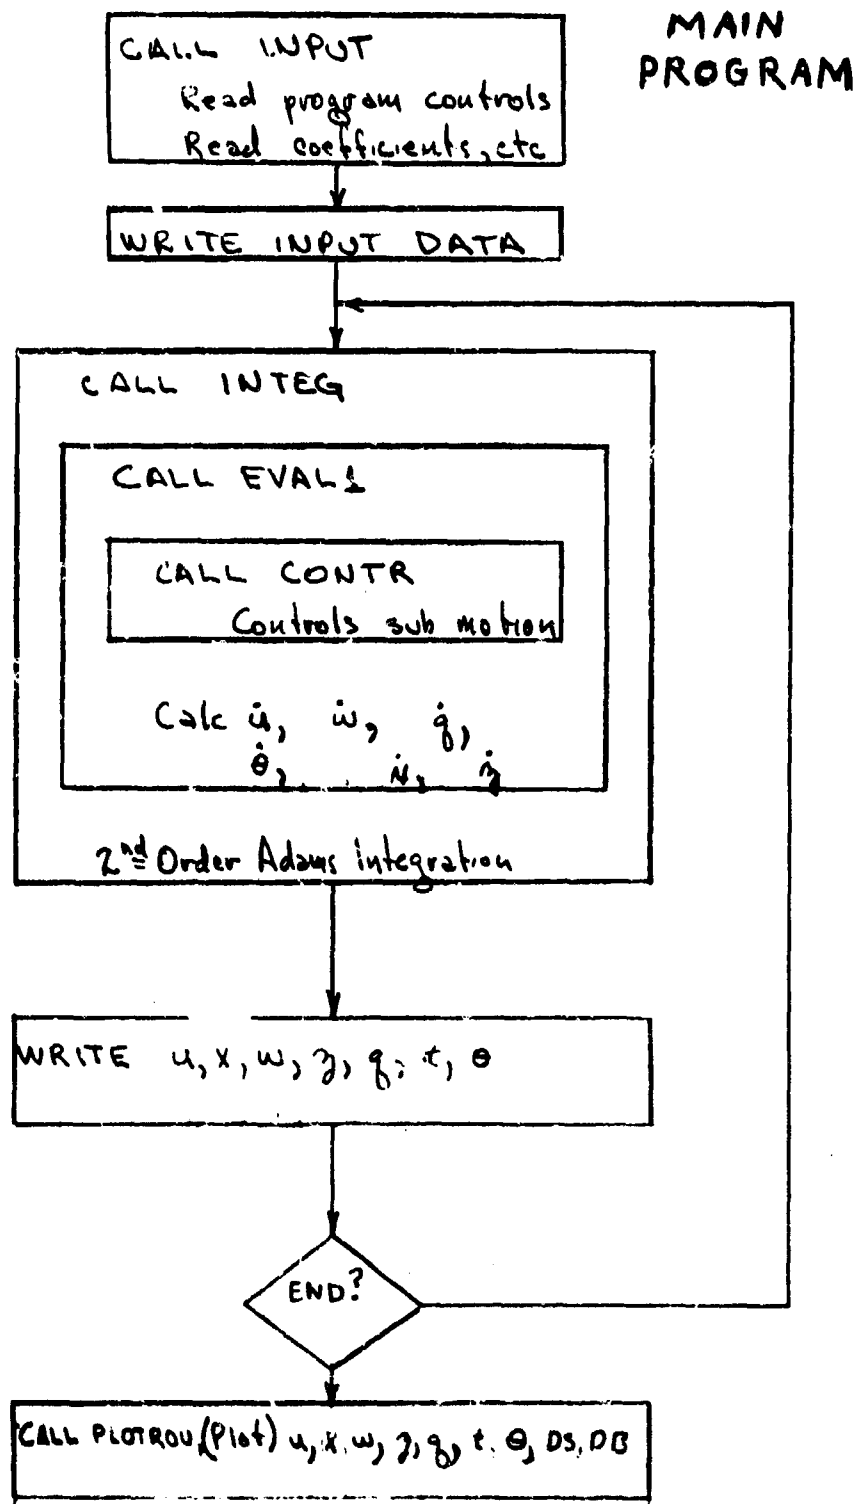 MAIN
PROGRAM
CALL INPUT
Read program controls
Read coefficients, etc
WRITE INPUT DATA
CALL INTEG
CALL EVAL1
CALL CONTR
Controls sub motion
Calc u̇, ẇ, q̇,
θ̇, ẋ, ż
2nd Order Adams Integration
WRITE u, x, w, z, q, t, θ
END?
CALL PLOTROU (Plot) u, x, w, z, q, t, θ, DS, DB